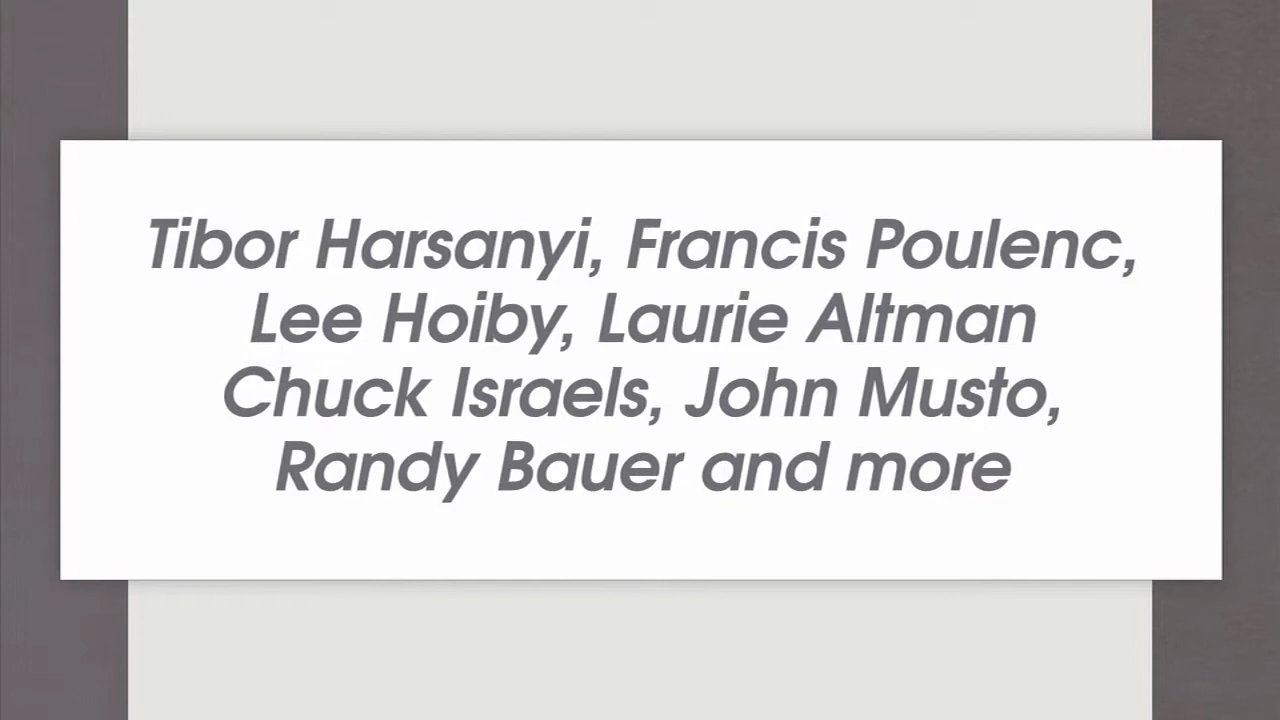 Tibor Harsanyi, Francis Poulenc,
Lee Hoiby, Laurie Altman
Chuck Israels, John Musto,
Randy Bauer and more